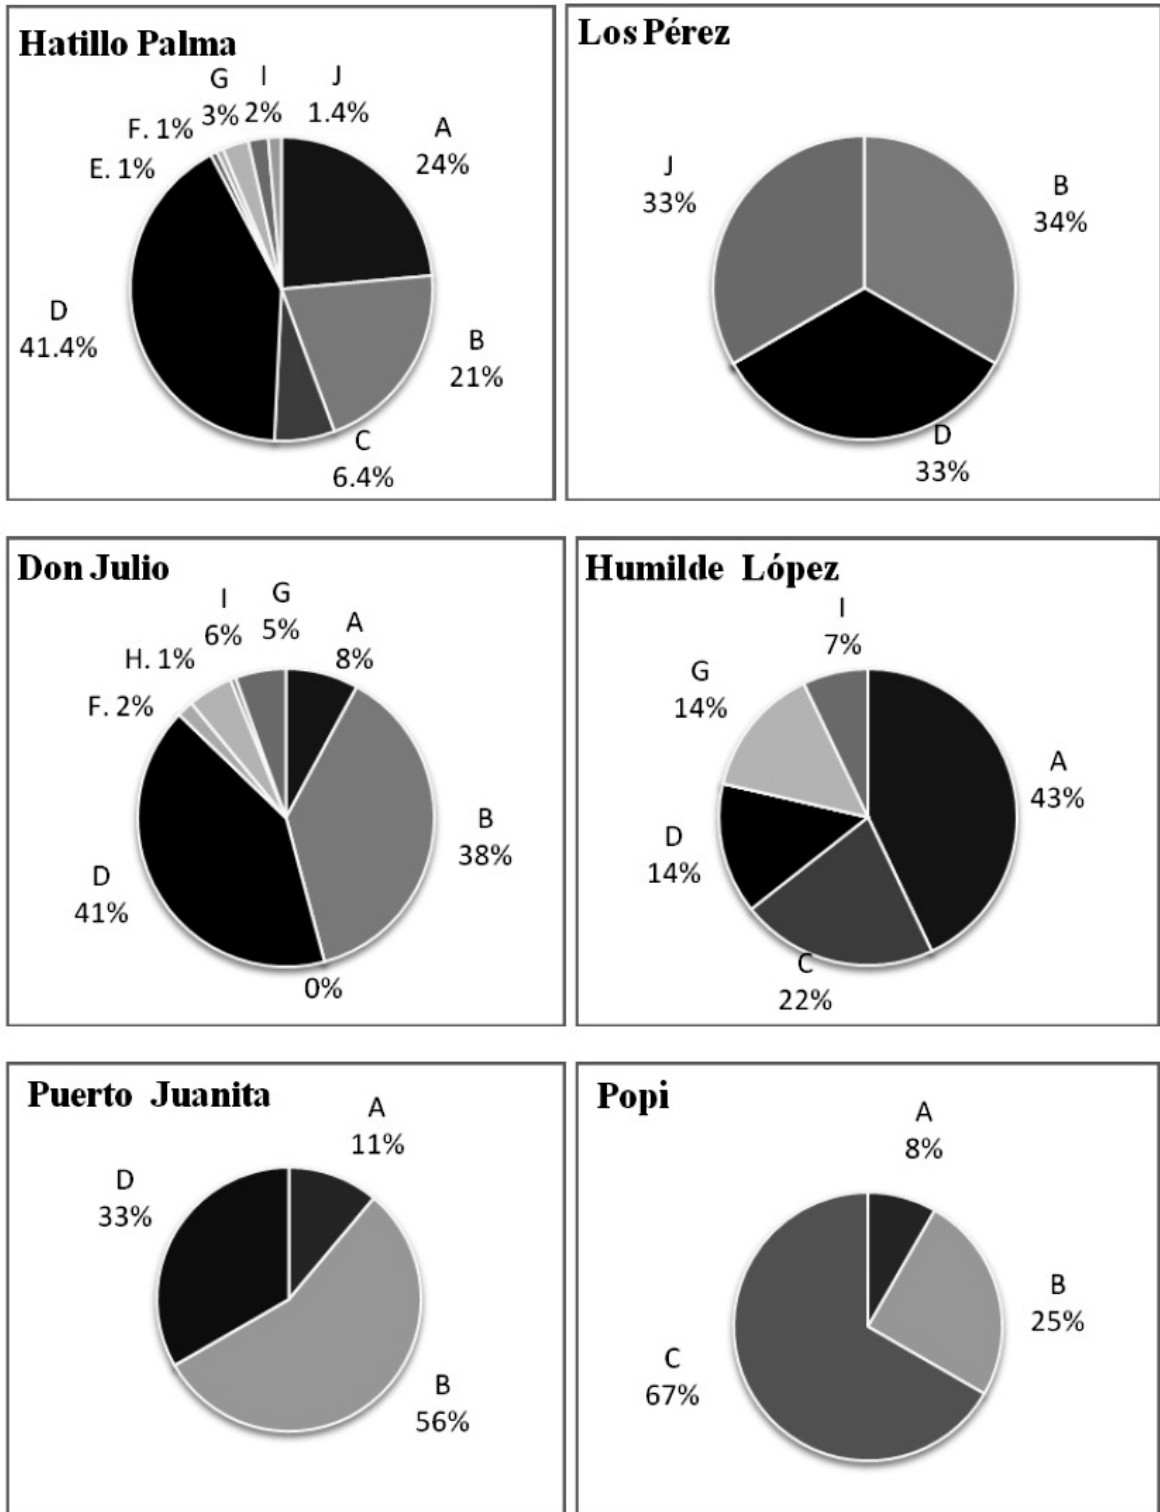 Hatillo Palma
G
3%
I
2%
J
1.4%
F. 1%
A
24%
E. 1%
D
41.4%
B
21%
C
6.4%
Los Pérez
J
33%
B
34%
D
33%
Don Julio
I
6%
G
5%
A
8%
H. 1%
F. 2%
B
38%
D
41%
0%
Humilde López
I
7%
G
14%
A
43%
D
14%
C
22%
Puerto Juanita
A
11%
D
33%
B
56%
Popi
A
8%
B
25%
C
67%